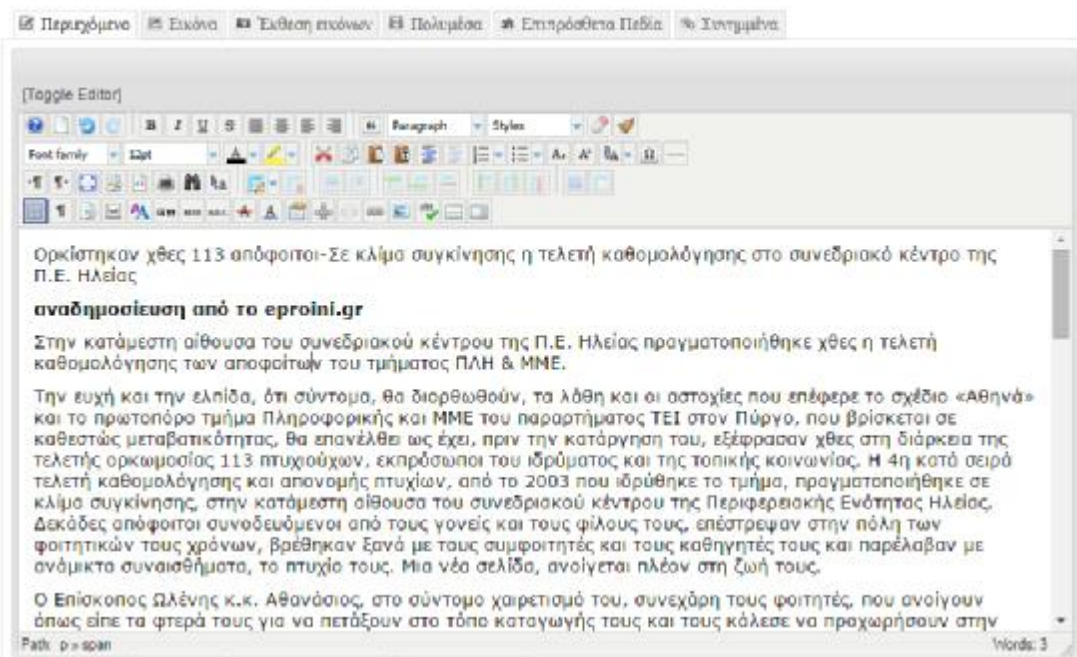 Περιεχόμενο Εικόνα Έκθεση εικόνων Πολυμέσα Επιπρόσθετα Πεδία Συνημμένα
[Toggle Editor]
B I U S Paragraph Styles
Font family 12pt
Ορκίστηκαν χθες 113 απόφοιτοι-Σε κλίμα συγκίνησης η τελετή καθομολόγησης στο συνεδριακό κέντρο της
Π.Ε. Ηλείας
αναδημοσίευση από το eproini.gr
Στην κατάμεστη αίθουσα του συνεδριακού κέντρου της Π.Ε. Ηλείας πραγματοποιήθηκε χθες η τελετή
καθομολόγησης των αποφοίτων του τμήματος ΠΛΗ & ΜΜΕ.
Την ευχή και την ελπίδα, ότι σύντομα, θα διορθωθούν, τα λάθη και οι αστοχίες που επέφερε το σχέδιο «Αθηνά»
και το πρωτοπόρο τμήμα Πληροφορικής και ΜΜΕ του παραρτήματος ΤΕΙ στον Πύργο, που βρίσκεται σε
καθεστώς μεταβατικότητας, θα επανέλθει ως έχει, πριν την κατάργηση του, εξέφρασαν χθες στη διάρκεια της
τελετής ορκωμοσίας 113 πτυχιούχων, εκπρόσωποι του ιδρύματος και της τοπικής κοινωνίας. Η 4η κατά σειρά
τελετή καθομολόγησης και απονομής πτυχίων, από το 2003 που ιδρύθηκε το τμήμα, πραγματοποιήθηκε σε
κλίμα συγκίνησης, στην κατάμεστη αίθουσα του συνεδριακού κέντρου της Περιφερειακής Ενότητας Ηλείας.
Δεκάδες απόφοιτοι συνοδευόμενοι από τους γονείς και τους φίλους τους, επέστρεψαν στην πόλη των
φοιτητικών τους χρόνων, βρέθηκαν ξανά με τους συμφοιτητές και τους καθηγητές τους και παρέλαβαν με
ανάμικτα συναισθήματα, το πτυχίο τους. Μια νέα σελίδα, ανοίγεται πλέον στη ζωή τους.
Ο Επίσκοπος Ωλένης κ.κ. Αθανάσιος, στο σύντομο χαιρετισμό του, συνεχάρη τους φοιτητές, που ανοίγουν
όπως είπε τα φτερά τους για να πετάξουν στο τόπο καταγωγής τους και τους κάλεσε να προχωρήσουν στην
Path: p » span Words: 3